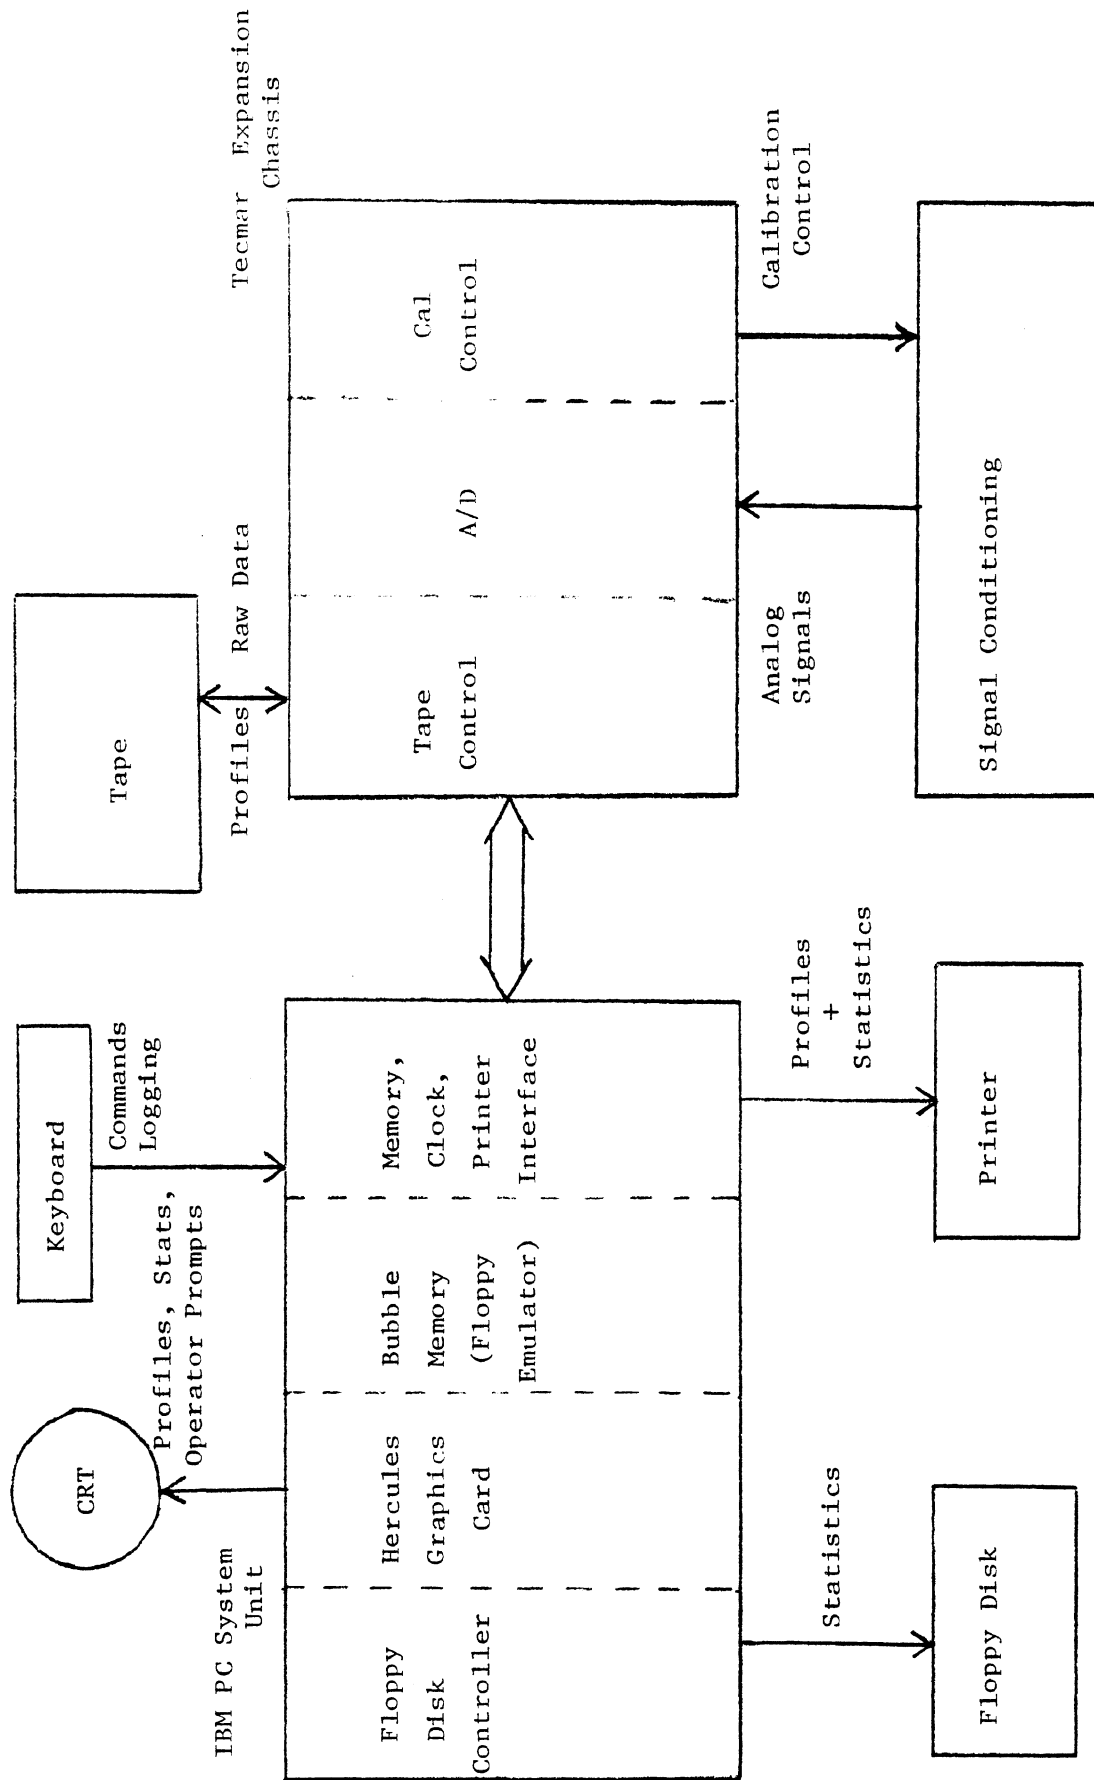 CRT
Keyboard
Tape
Profiles, Stats,
Operator Prompts
Commands
Logging
Profiles
Raw Data
IBM PC System
Unit
Tecmar Expansion
Chassis
Floppy
Disk
Controller
Hercules
Graphics
Card
Bubble
Memory
(Floppy
Emulator)
Memory,
Clock,
Printer
Interface
Tape
Control
A/D
Cal
Control
Statistics
Profiles
+
Statistics
Analog
Signals
Calibration
Control
Floppy Disk
Printer
Signal Conditioning